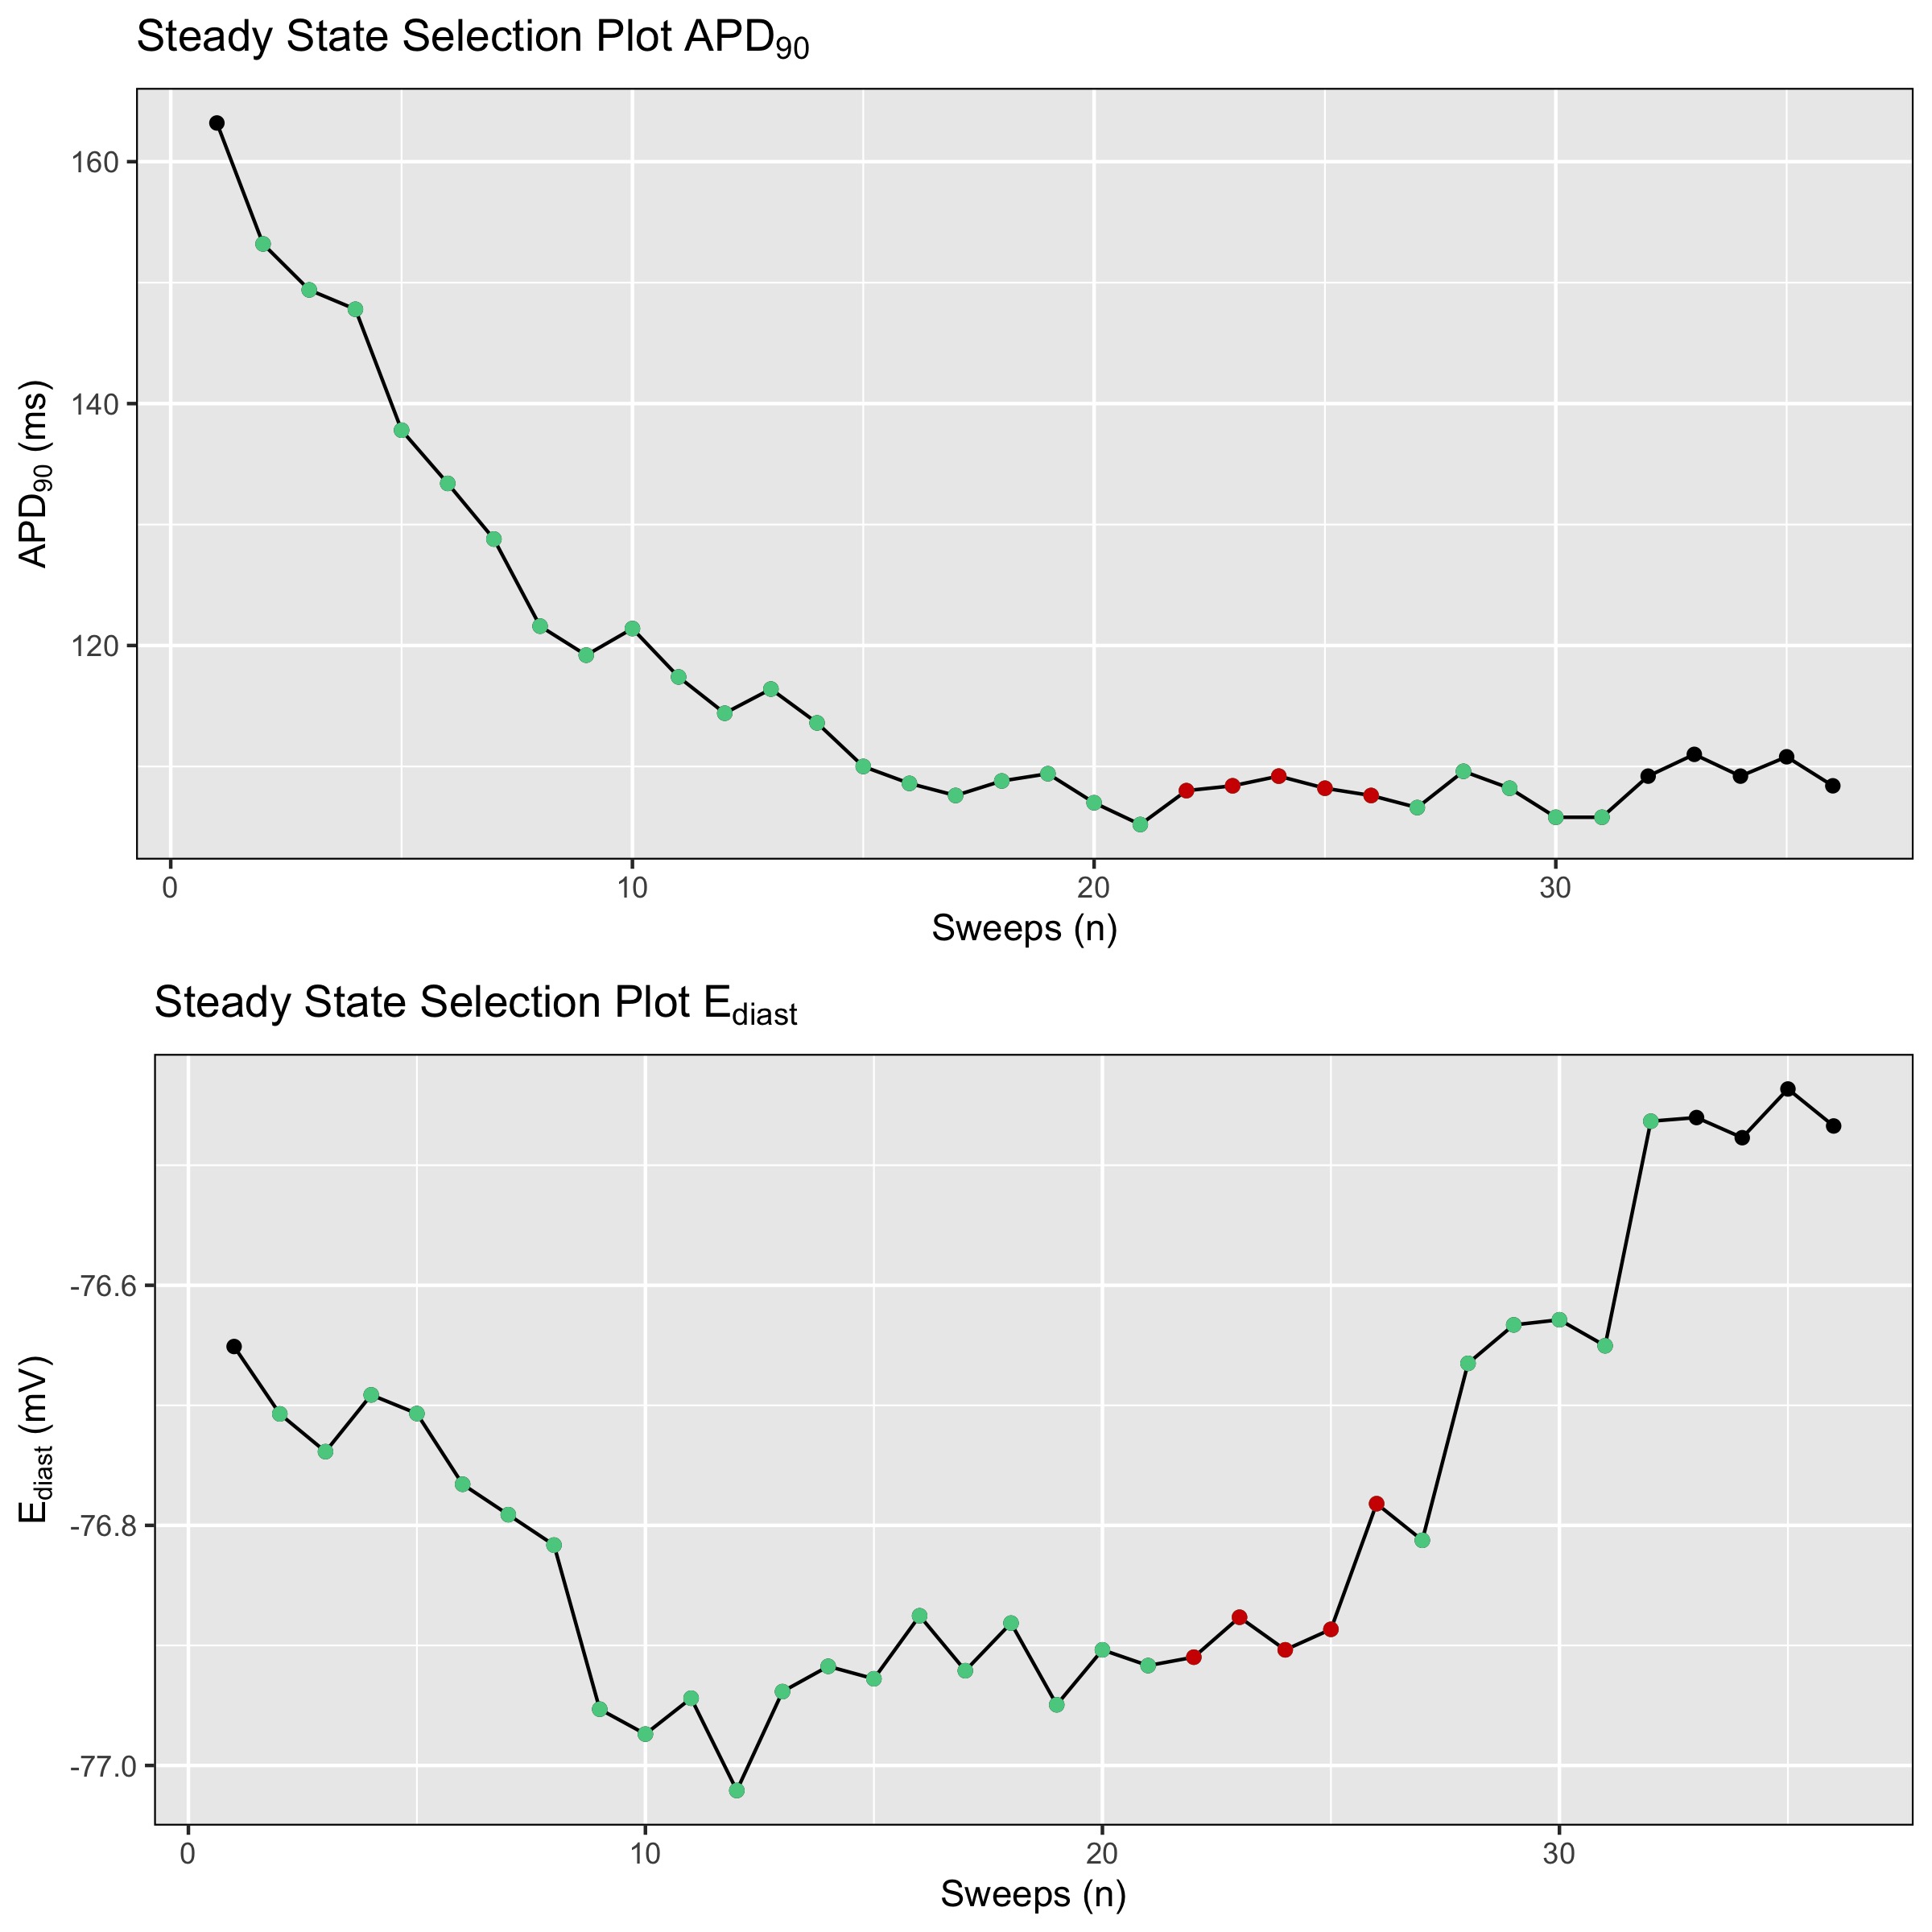 Steady State Selection Plot APD90
160
140
120
APD90 (ms)
0 10 20 30
Sweeps (n)
Steady State Selection Plot Ediast
-76.6
-76.8
-77.0
Ediast (mV)
0 10 20 30
Sweeps (n)